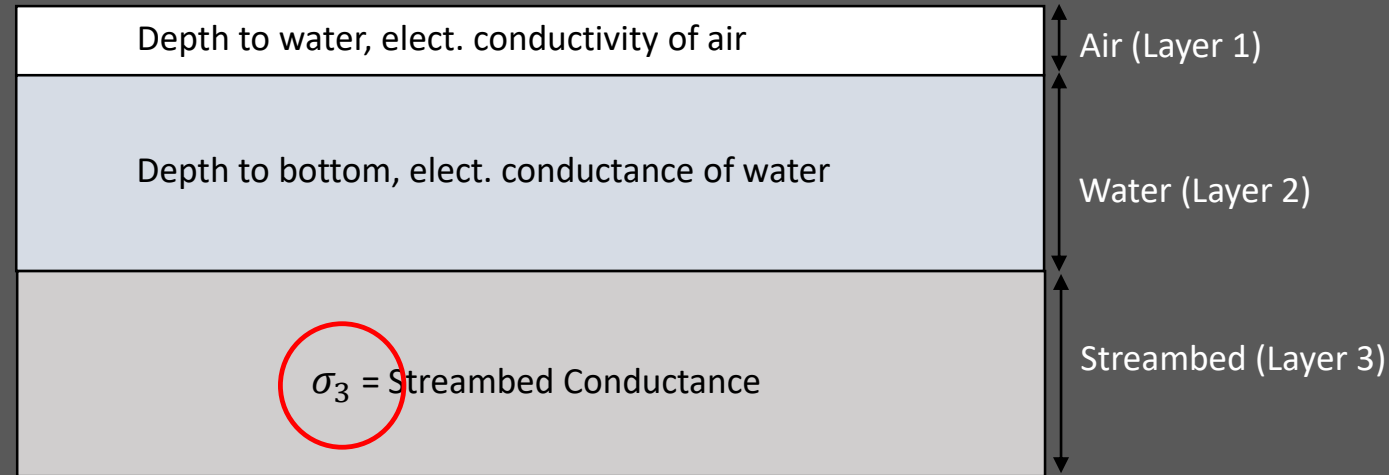 Depth to water, elect. conductivity of air
Air (Layer 1)
Depth to bottom, elect. conductance of water
Water (Layer 2)
σ₃ = Streambed Conductance
Streambed (Layer 3)